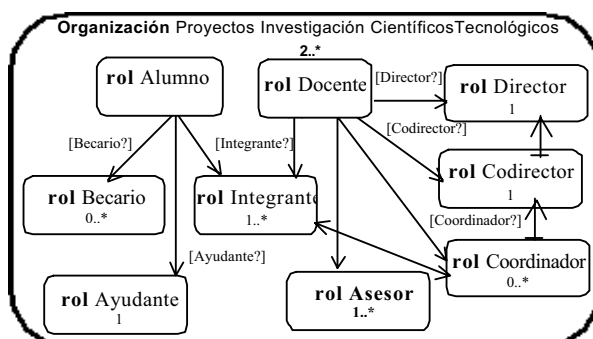 Organización Proyectos Investigación CientíficosTecnológicos
2..*
rol Alumno
rol Docente
[Director?]
rol Director
1
[Becario?]
[Integrante?]
[Codirector?]
rol Becario
0..*
rol Integrante
1..*
rol Codirector
1
[Coordinador?]
[Ayudante?]
rol Ayudante
1
rol Asesor
1..*
rol Coordinador
0..*